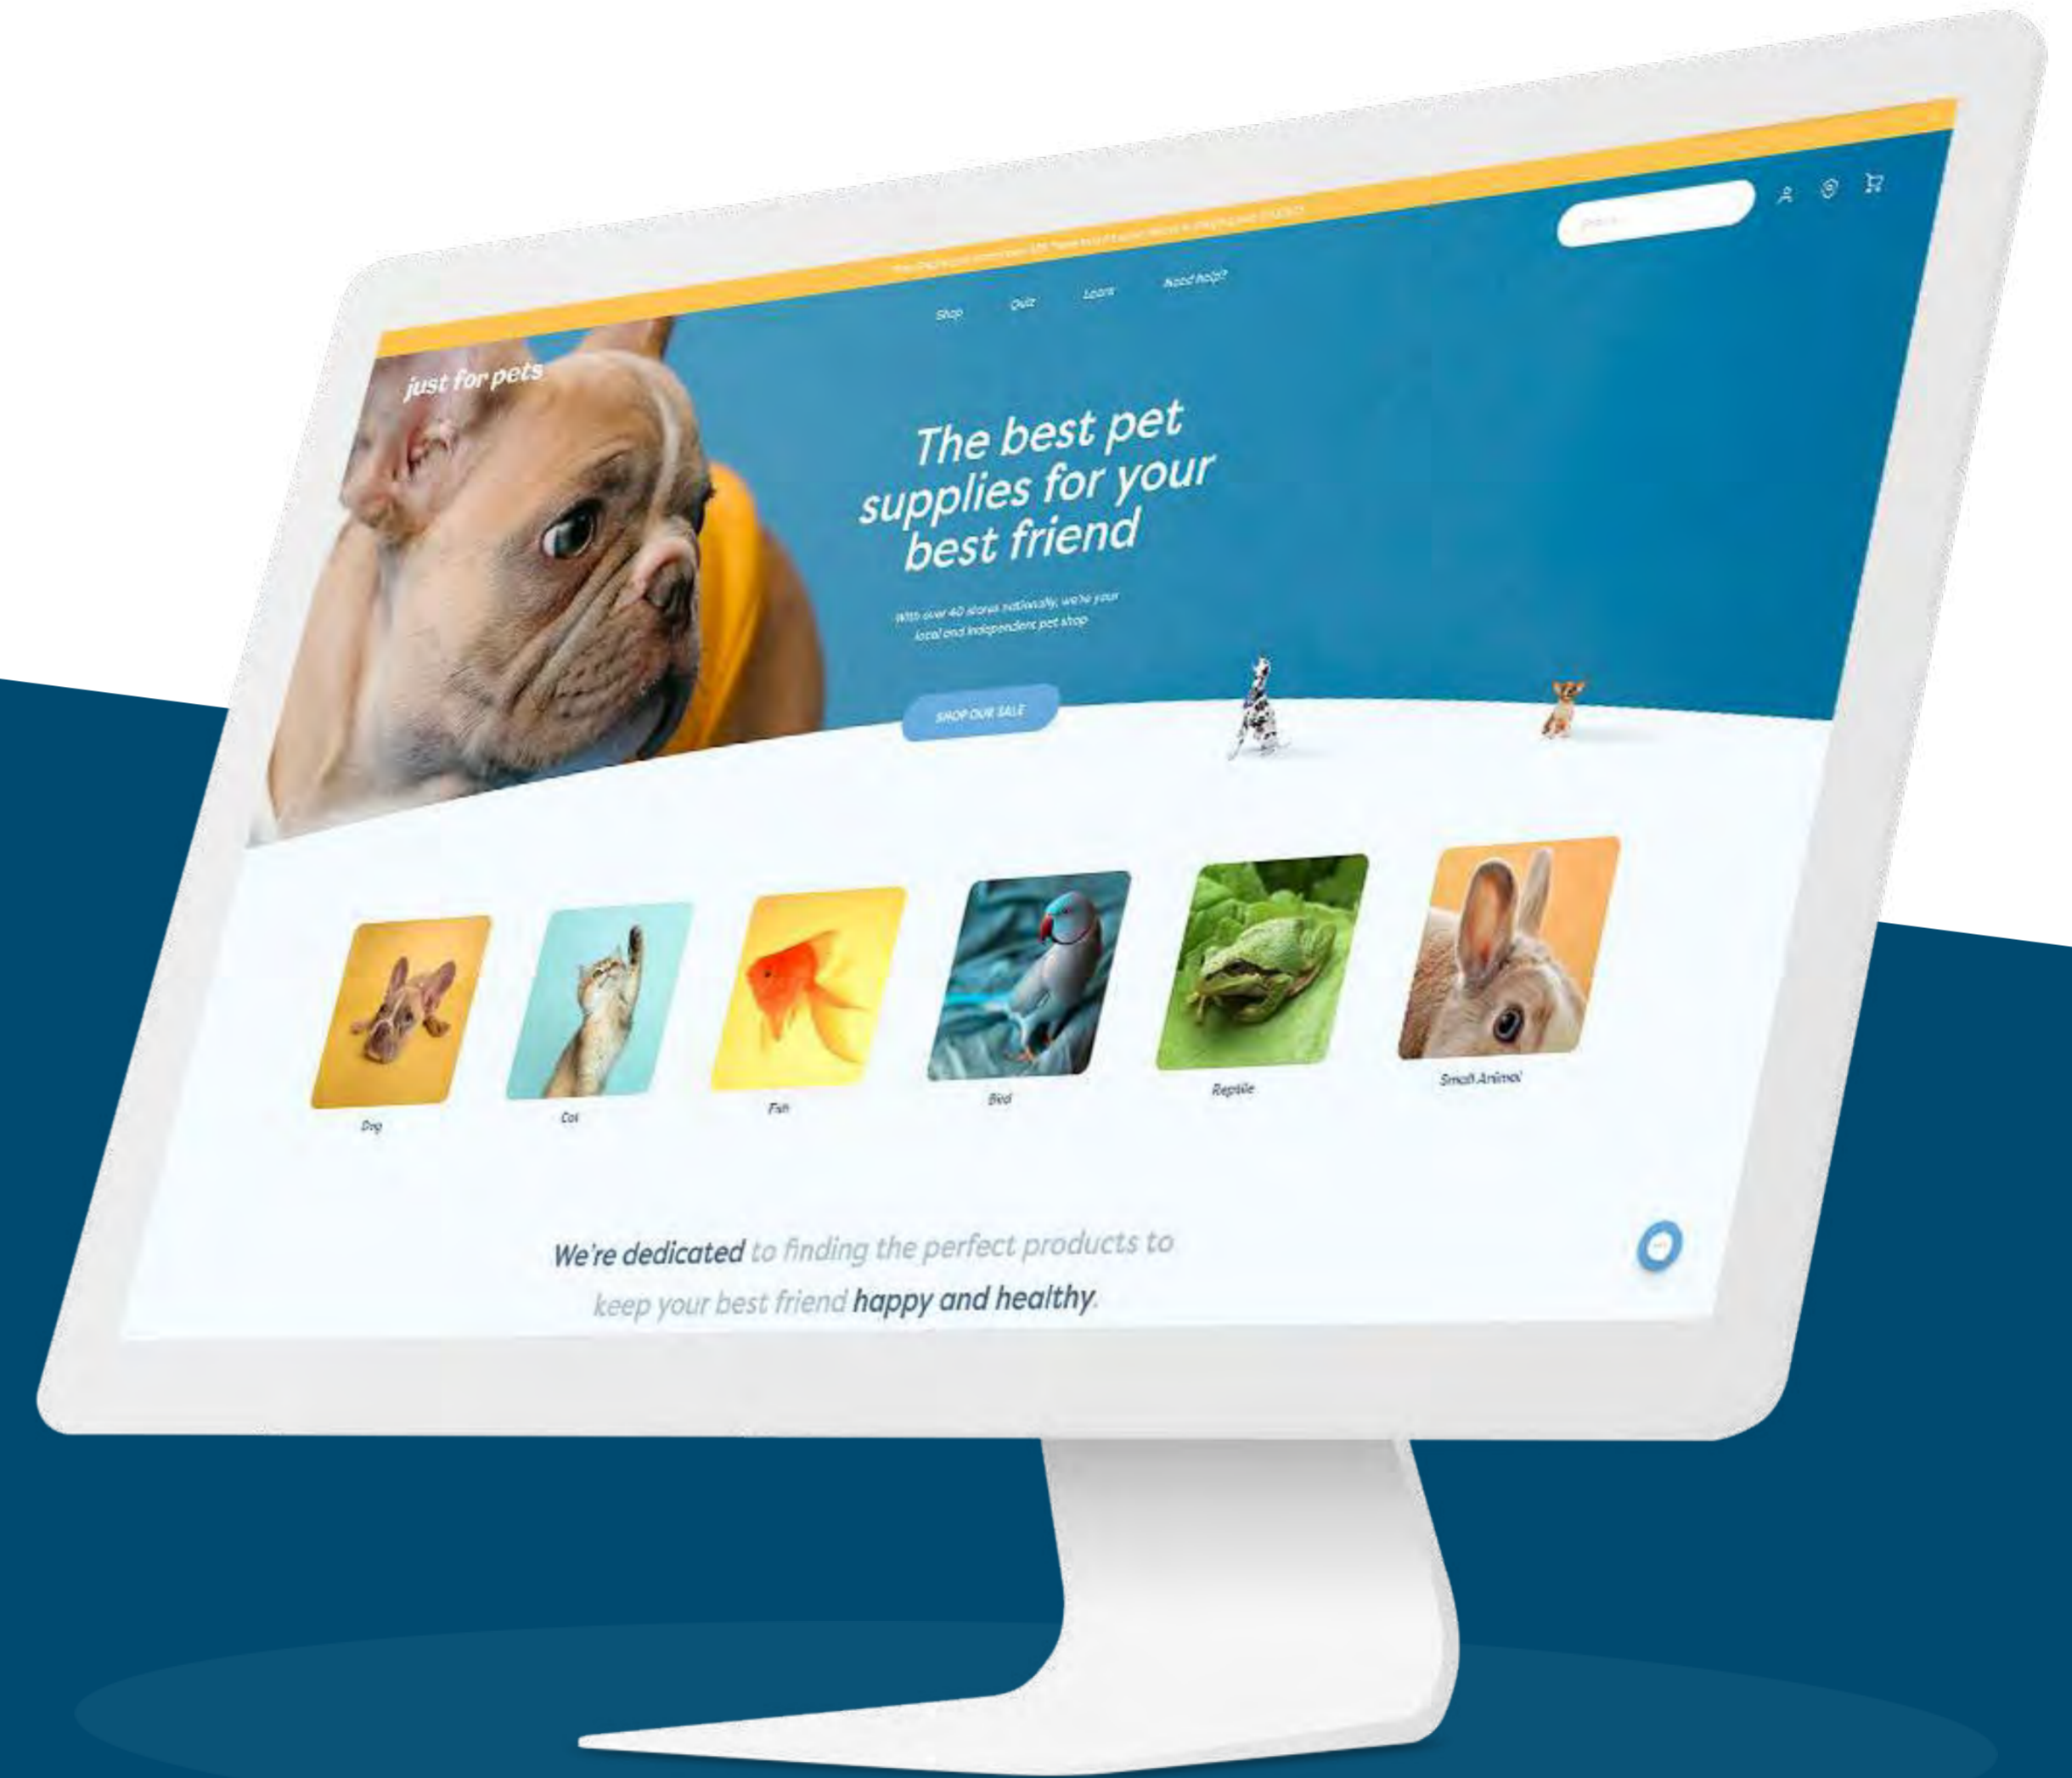 Shop Quiz Learn Need help?
just for pets
The best pet
supplies for your
best friend
With over 40 stores nationally, we're your
local and independent pet shop
SHOP OUR SALE
Dog Cat Fish Bird Reptile Small Animal
We're dedicated to finding the perfect products to
keep your best friend happy and healthy.